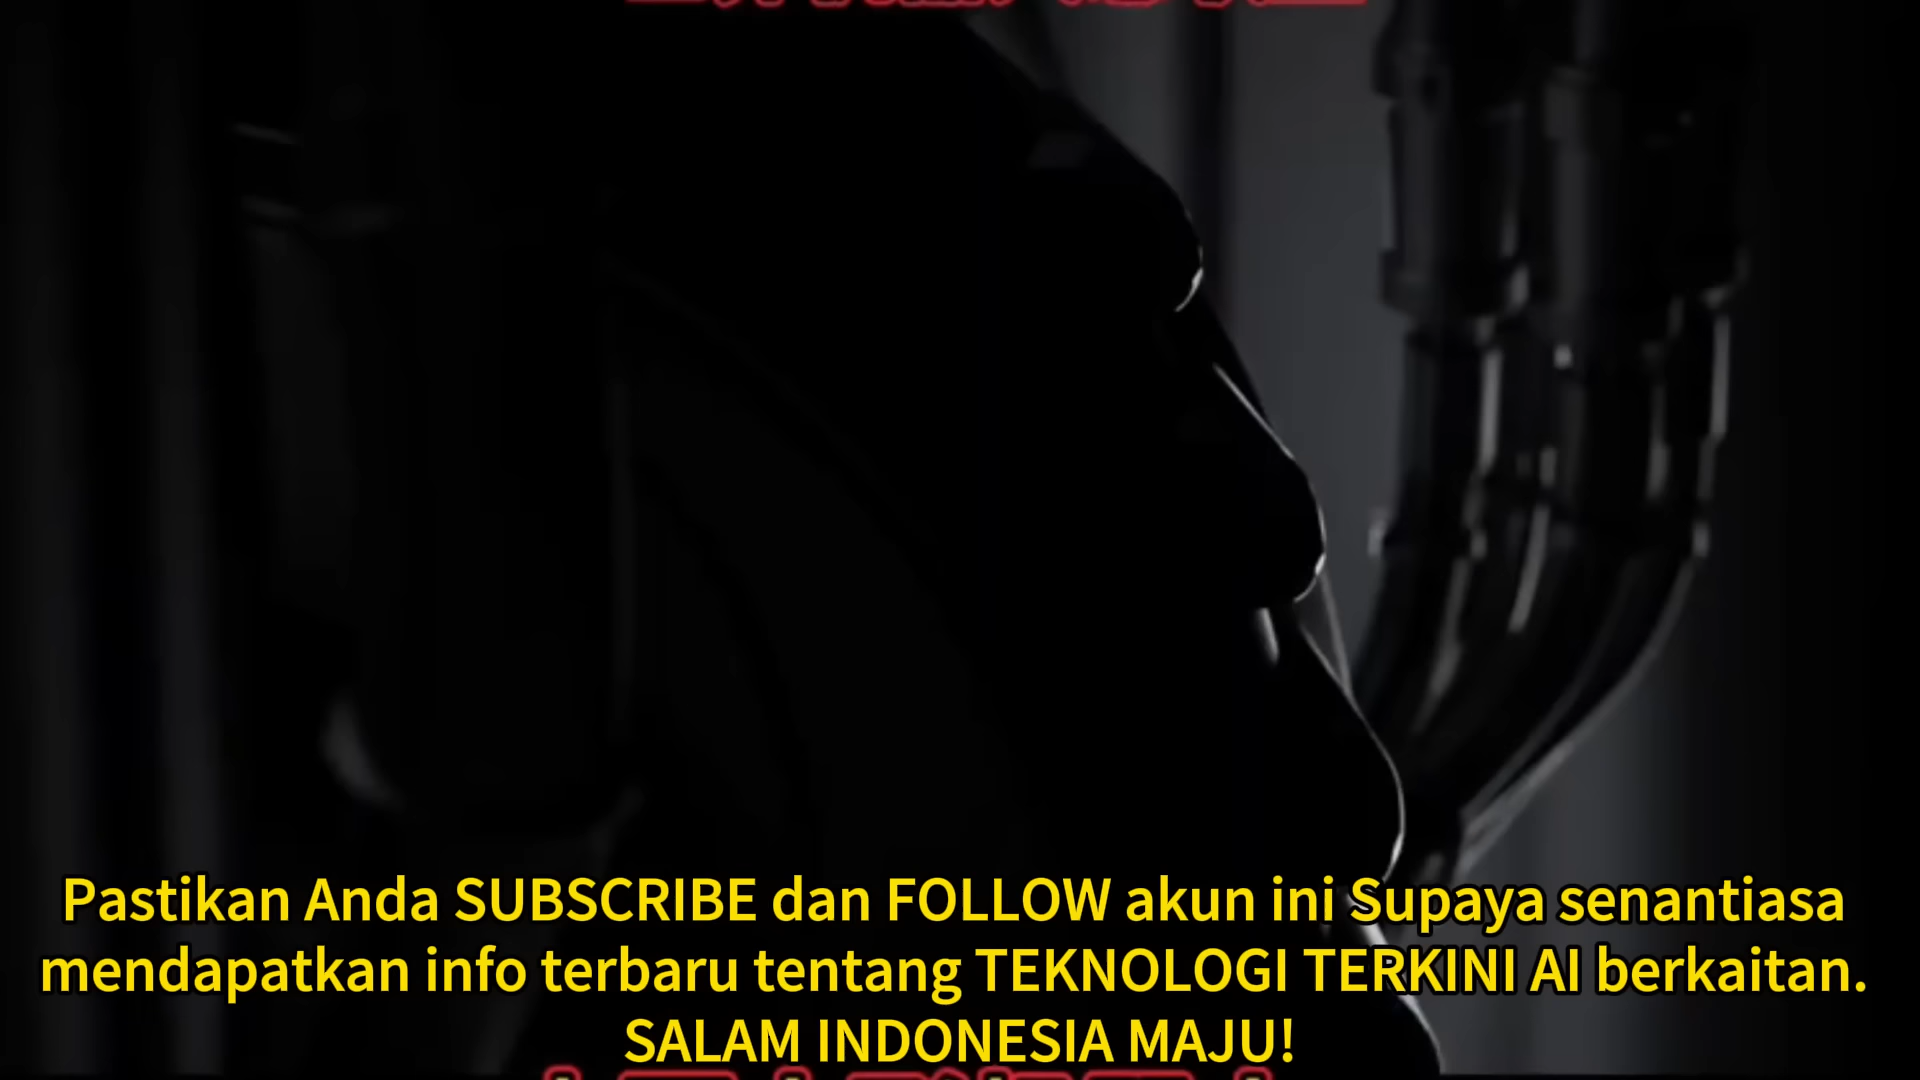 Pastikan Anda SUBSCRIBE dan FOLLOW akun ini Supaya senantiasa
mendapatkan info terbaru tentang TEKNOLOGI TERKINI AI berkaitan.
SALAM INDONESIA MAJU!